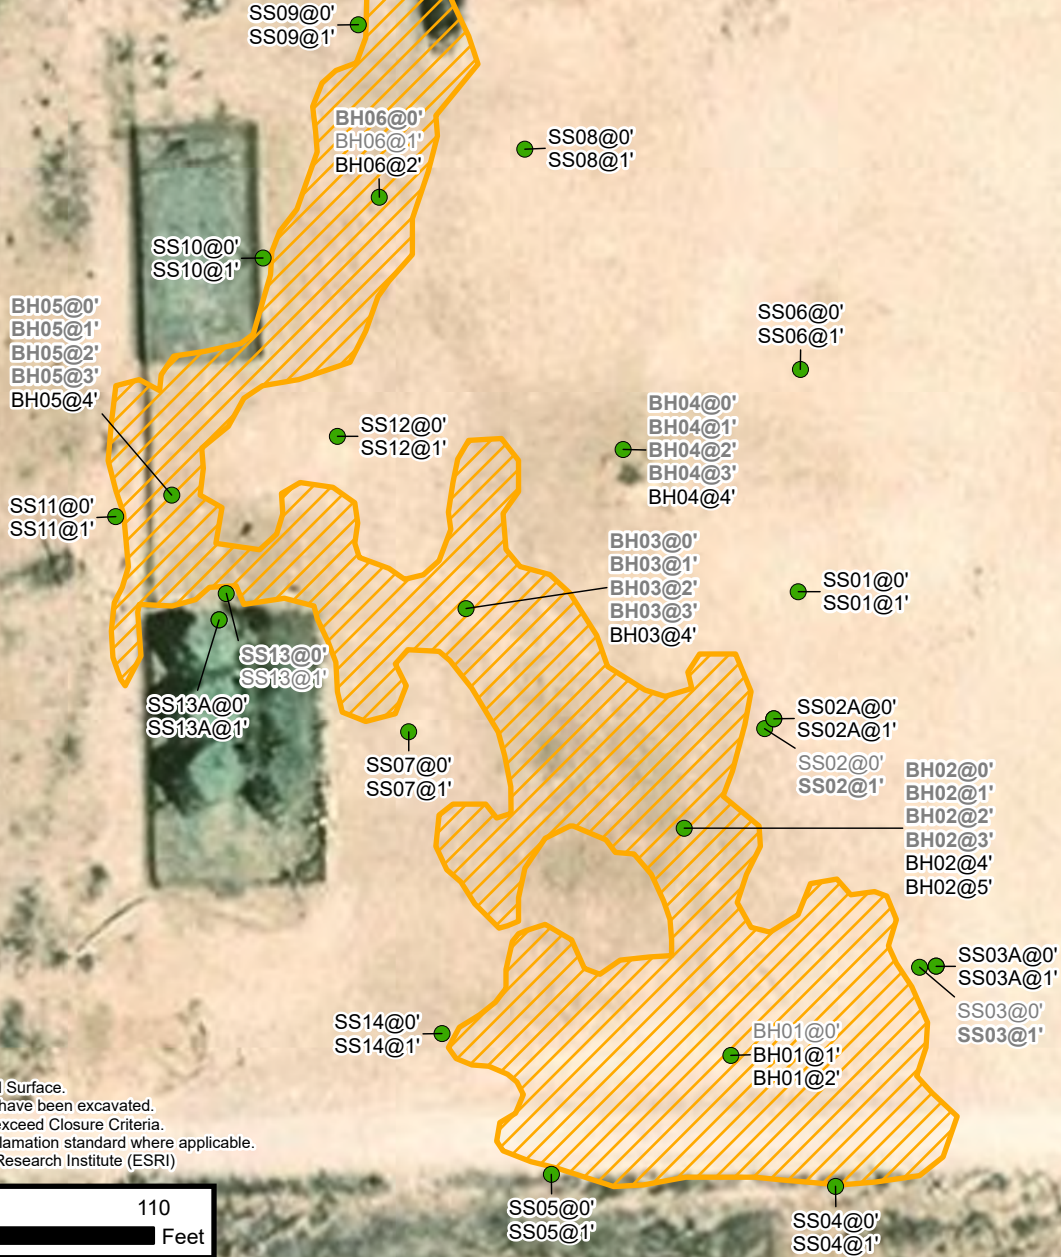 SS09@0'
SS09@1'
BH06@0'
BH06@1'
BH06@2'
SS08@0'
SS08@1'
SS10@0'
SS10@1'
BH05@0'
BH05@1'
BH05@2'
BH05@3'
BH05@4'
SS06@0'
SS06@1'
SS12@0'
SS12@1'
BH04@0'
BH04@1'
BH04@2'
BH04@3'
BH04@4'
SS11@0'
SS11@1'
BH03@0'
BH03@1'
BH03@2'
BH03@3'
BH03@4'
SS01@0'
SS01@1'
SS13@0'
SS13@1'
SS13A@0'
SS13A@1'
SS02A@0'
SS02A@1'
SS02@0'
SS02@1'
SS07@0'
SS07@1'
BH02@0'
BH02@1'
BH02@2'
BH02@3'
BH02@4'
BH02@5'
SS03A@0'
SS03A@1'
SS03@0'
SS03@1'
SS14@0'
SS14@1'
BH01@0'
BH01@1'
BH01@2'
Surface.
have been excavated.
exceed Closure Criteria.
lamation standard where applicable.
Research Institute (ESRI)
110
Feet
SS05@0'
SS05@1'
SS04@0'
SS04@1'